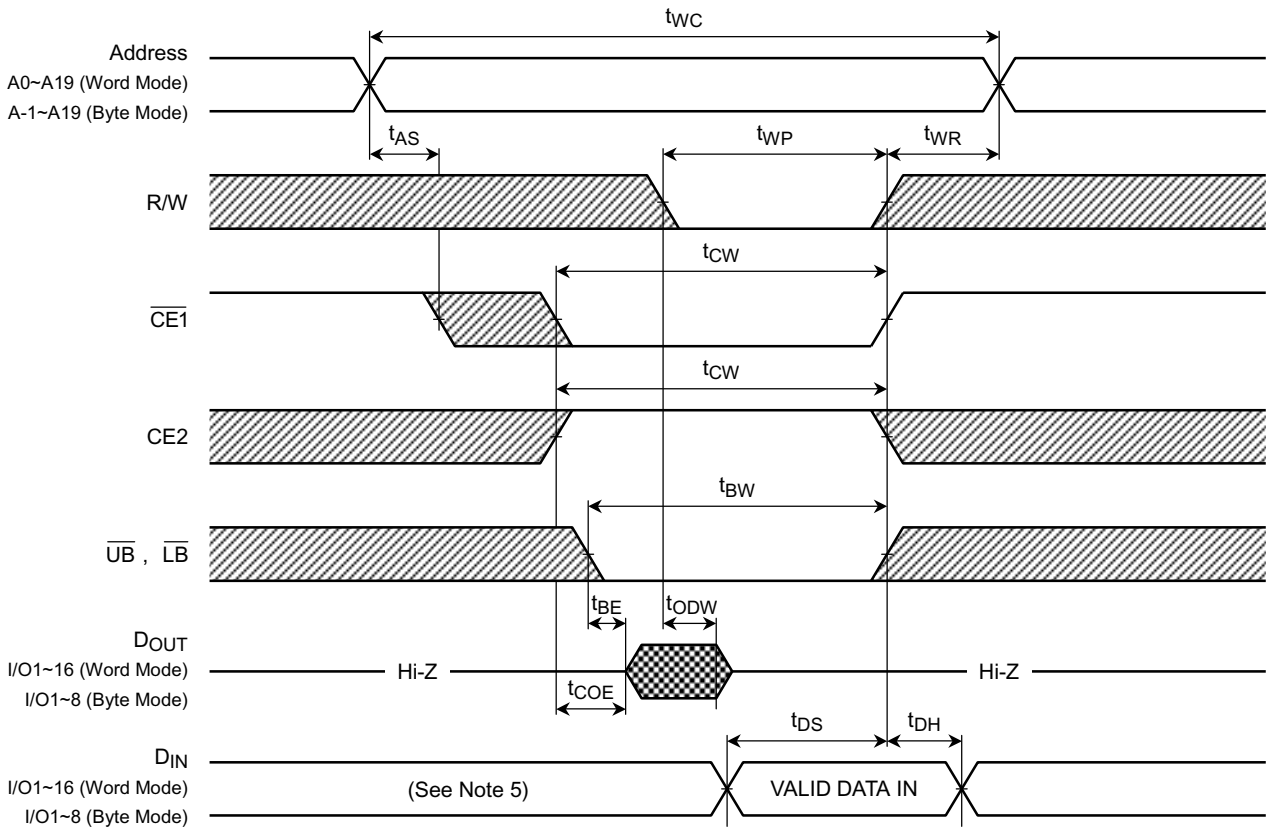 tWC
Address
A0~A19 (Word Mode)
A-1~A19 (Byte Mode)
tAS
tWP
tWR
R/W
tCW
CE1
tCW
CE2
tBW
UB , LB
tBE
tODW
DOUT
I/O1~16 (Word Mode)
Hi-Z
Hi-Z
I/O1~8 (Byte Mode)
tCOE
tDS
tDH
DIN
I/O1~16 (Word Mode)
(See Note 5)
VALID DATA IN
I/O1~8 (Byte Mode)